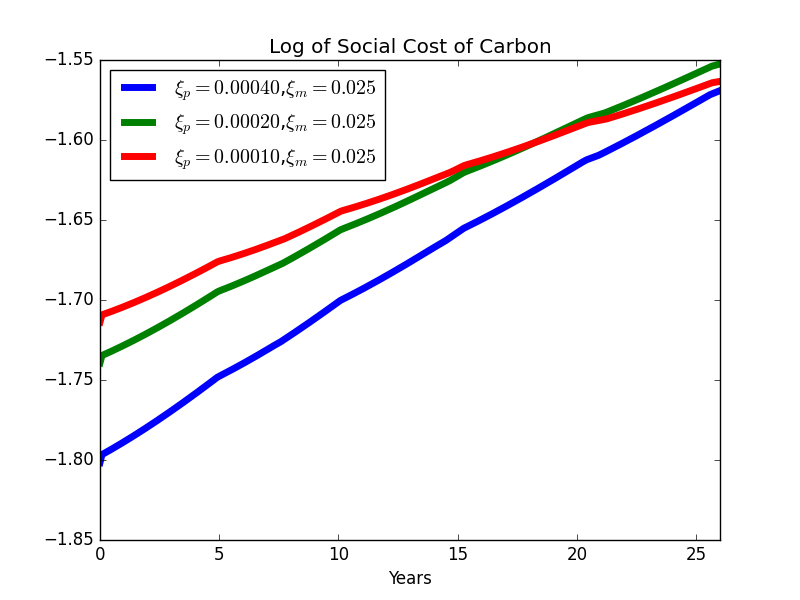 Log of Social Cost of Carbon
−1.55
−1.60
−1.65
−1.70
−1.75
−1.80
−1.85
ξp = 0.00040,ξm = 0.025
ξp = 0.00020,ξm = 0.025
ξp = 0.00010,ξm = 0.025
0 5 10 15 20 25
Years